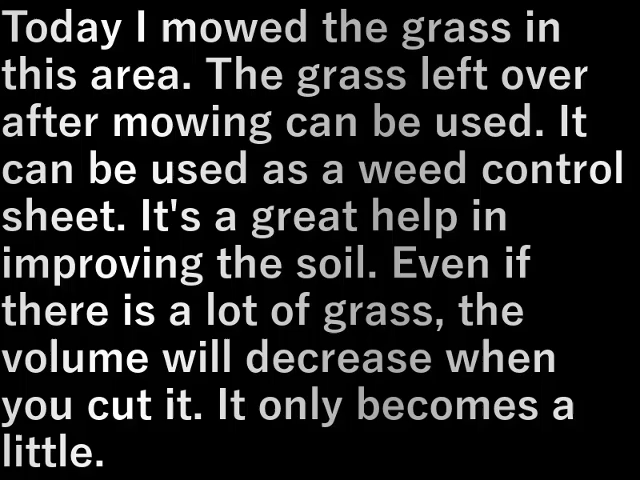 Today I mowed the grass in
this area. The grass left over
after mowing can be used. It
can be used as a weed control
sheet. It's a great help in
improving the soil. Even if
there is a lot of grass, the
volume will decrease when
you cut it. It only becomes a
little.